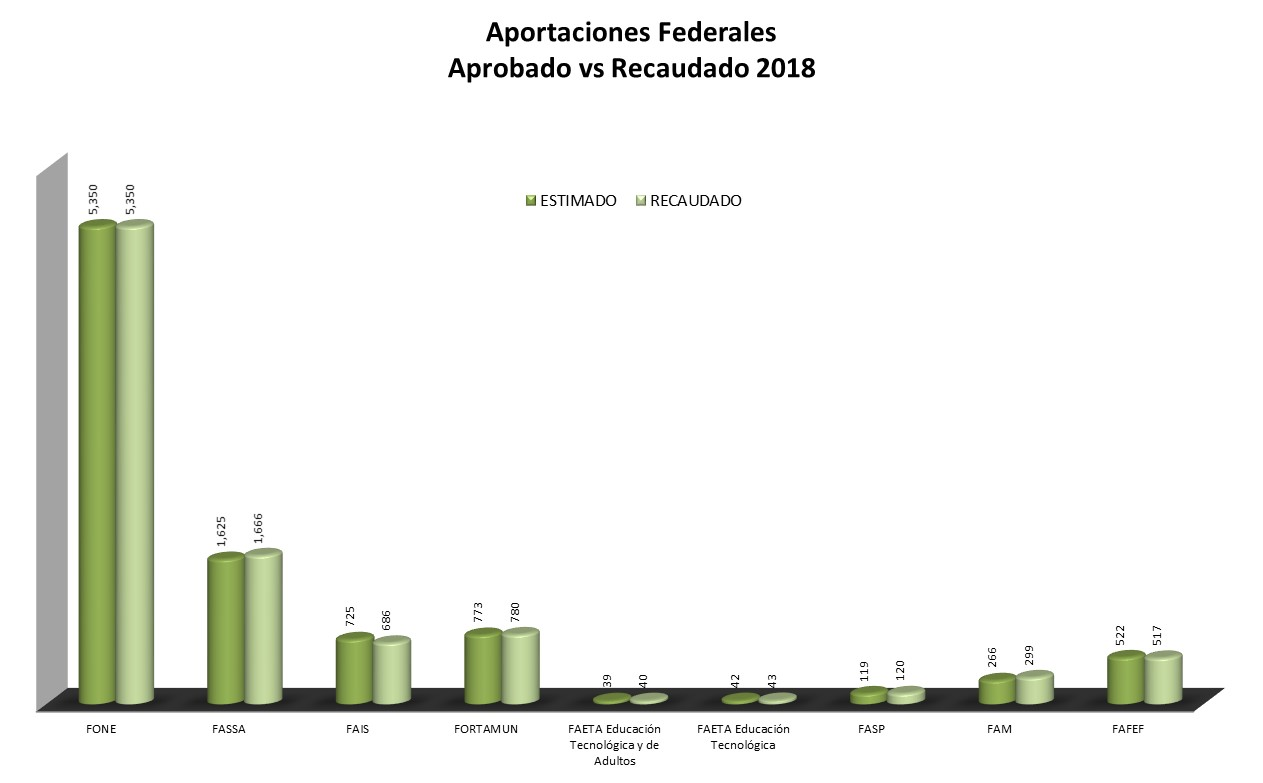 Aportaciones Federales
Aprobado vs Recaudado 2018
ESTIMADO RECAUDADO
5,350 5,350
1,625 1,666
725 686
773 780
39 40
42 43
119 120
266 299
522 517
FONE
FASSA
FAIS
FORTAMUN
FAETA Educación
Tecnológica y de
Adultos
FAETA Educación
Tecnológica
FASP
FAM
FAFEF